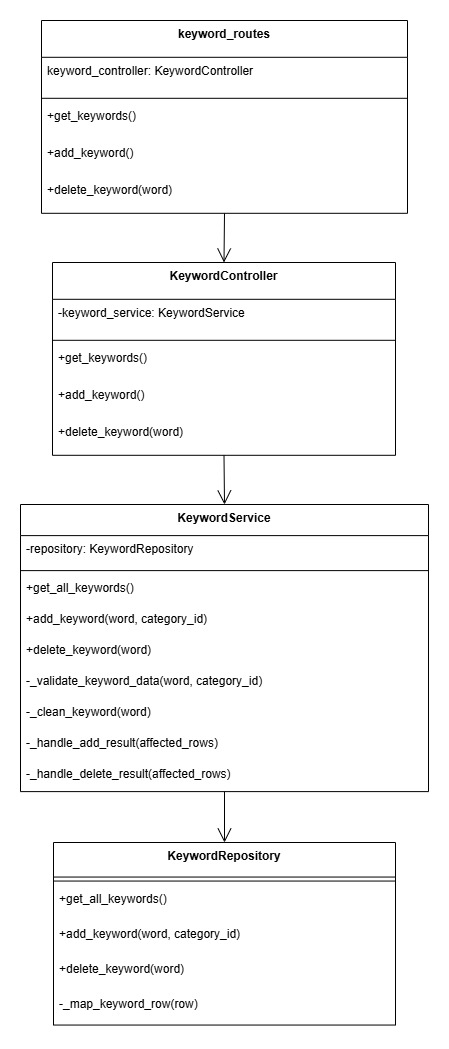 keyword_routes
keyword_controller: KeywordController
+get_keywords()
+add_keyword()
+delete_keyword(word)
KeywordController
-keyword_service: KeywordService
+get_keywords()
+add_keyword()
+delete_keyword(word)
KeywordService
-repository: KeywordRepository
+get_all_keywords()
+add_keyword(word, category_id)
+delete_keyword(word)
-_validate_keyword_data(word, category_id)
-_clean_keyword(word)
-_handle_add_result(affected_rows)
-_handle_delete_result(affected_rows)
KeywordRepository
+get_all_keywords()
+add_keyword(word, category_id)
+delete_keyword(word)
-_map_keyword_row(row)